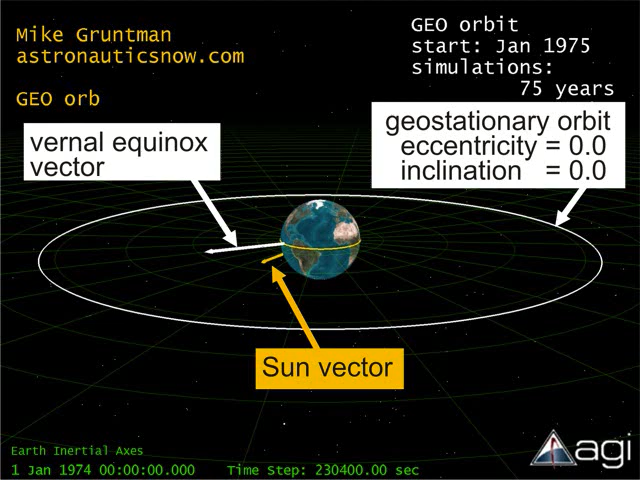 Mike Gruntman
astronauticsnow.com
GEO orb
GEO orbit
start: Jan 1975
simulations:
75 years
vernal equinox
vector
geostationary orbit
eccentricity = 0.0
inclination = 0.0
Sun vector
Earth Inertial Axes
1 Jan 1974 00:00:00.000 Time Step: 230400.00 sec
agi